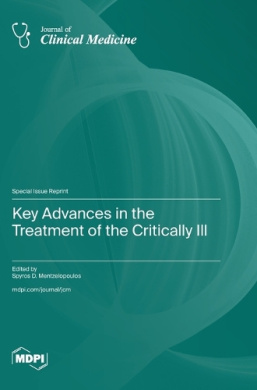 Journal of
Clinical Medicine
Special Issue Reprint
Key Advances in the
Treatment of the Critically Ill
Edited by
Spyros D. Mentzelopoulos
mdpi.com/journal/jcm
MDPI